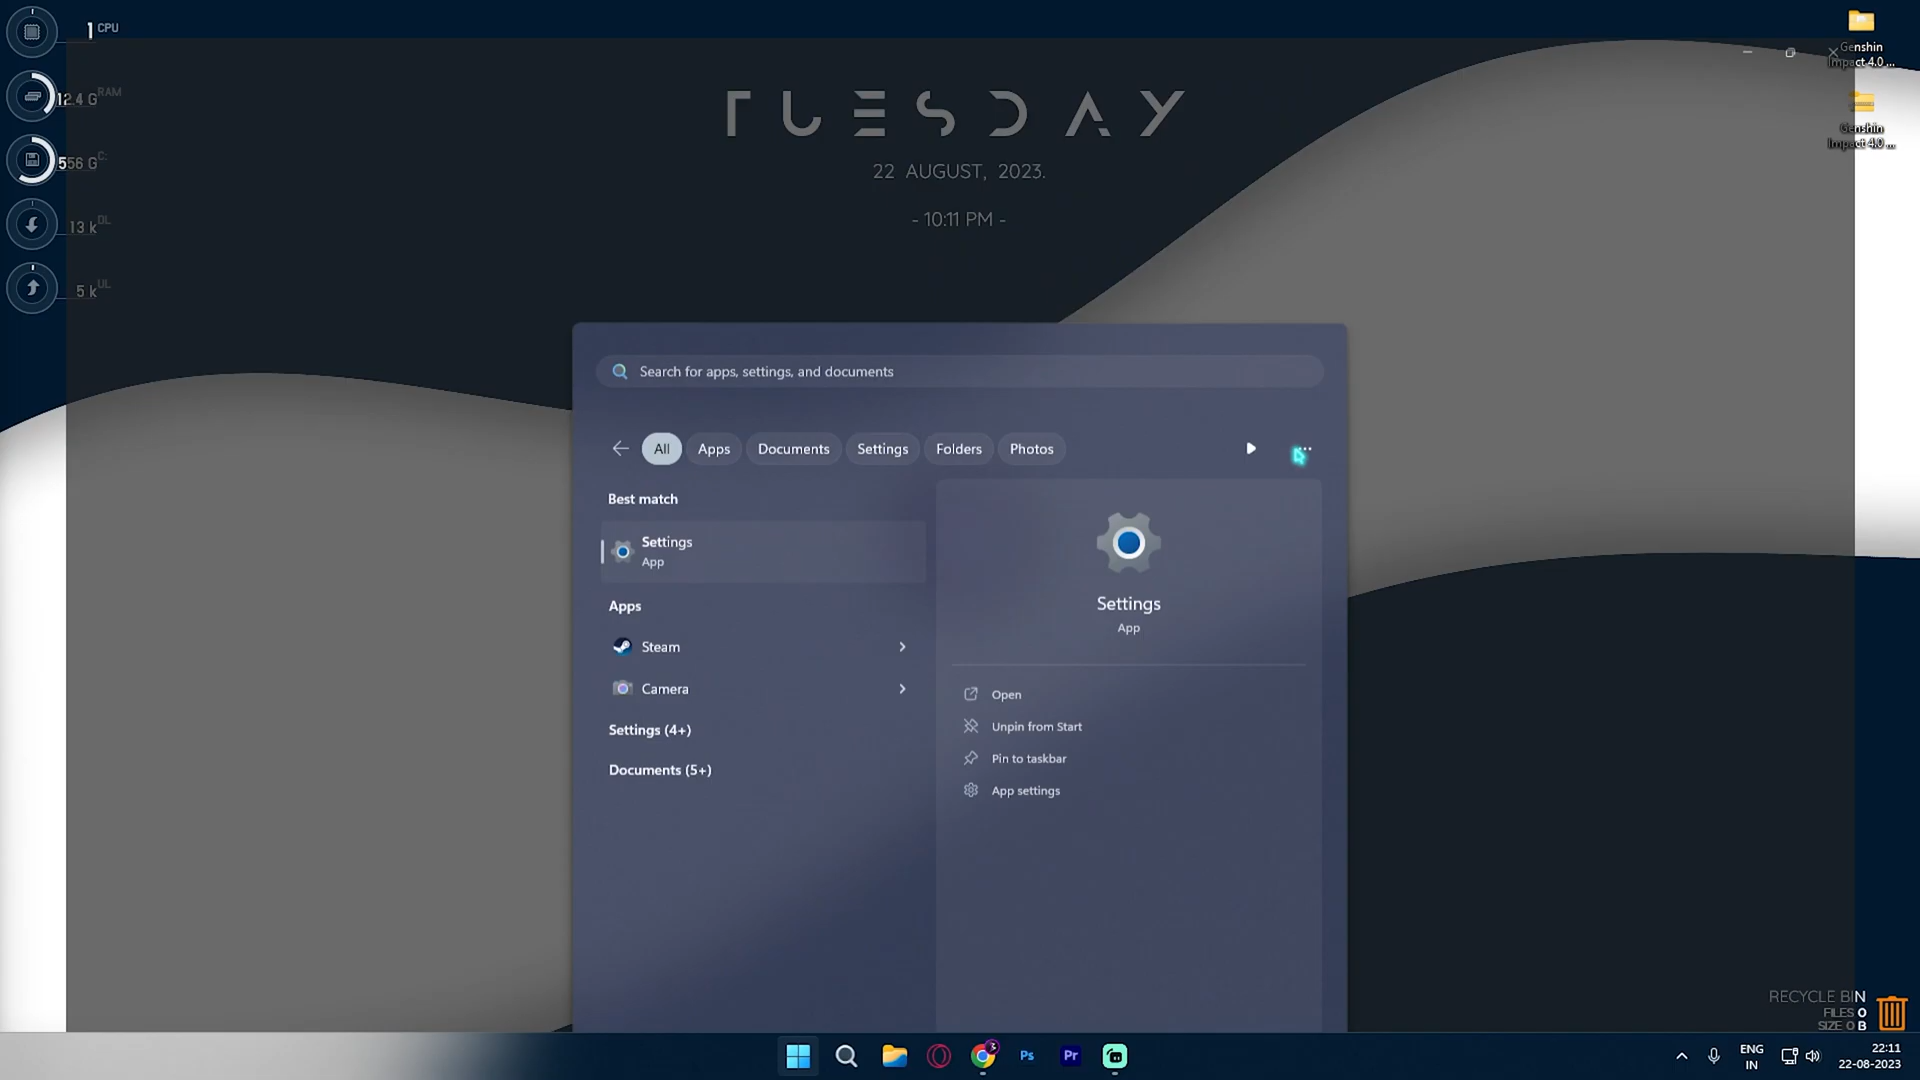 1 CPU
12.4 G RAM
556 G C:
13 k DL
5 k UL
TUESDAY
22 AUGUST, 2023.
- 10:11 PM -
Genshin
Impact 4.0 ...
Genshin
Impact 4.0 ...
Search for apps, settings, and documents
All Apps Documents Settings Folders Photos
Best match
Settings
App
Apps
Steam
Camera
Settings (4+)
Documents (5+)
Settings
App
Open
Unpin from Start
Pin to taskbar
App settings
RECYCLE BIN
FILES 0
SIZE 0 B
3
Ps
Pr
ENG
IN
22:11
22-08-2023